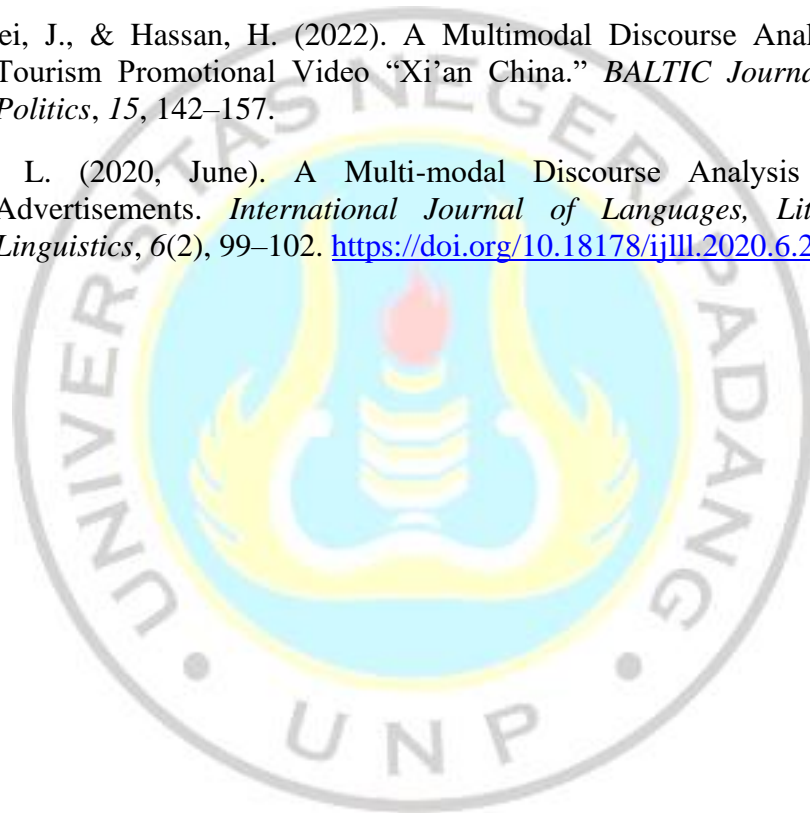 ei, J., & Hassan, H. (2022). A Multimodal Discourse Anal
Tourism Promotional Video “Xi’an China.” BALTIC Journa
Politics, 15, 142–157.
L. (2020, June). A Multi-modal Discourse Analysis
Advertisements. International Journal of Languages, Lit
Linguistics, 6(2), 99–102. https://doi.org/10.18178/ijlll.2020.6.2
UNIVERSITAS NEGERI PADANG
• UNP •